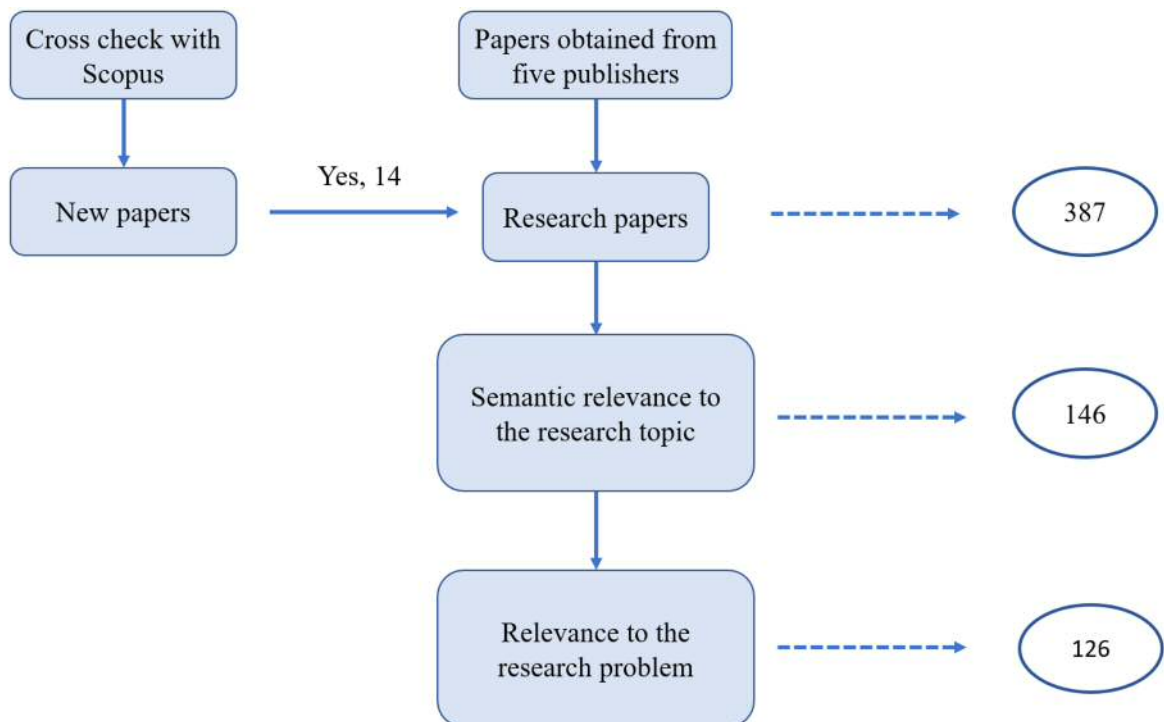 Cross check with
Scopus
Papers obtained from
five publishers
New papers
Yes, 14
Research papers
387
Semantic relevance to
the research topic
146
Relevance to the
research problem
126